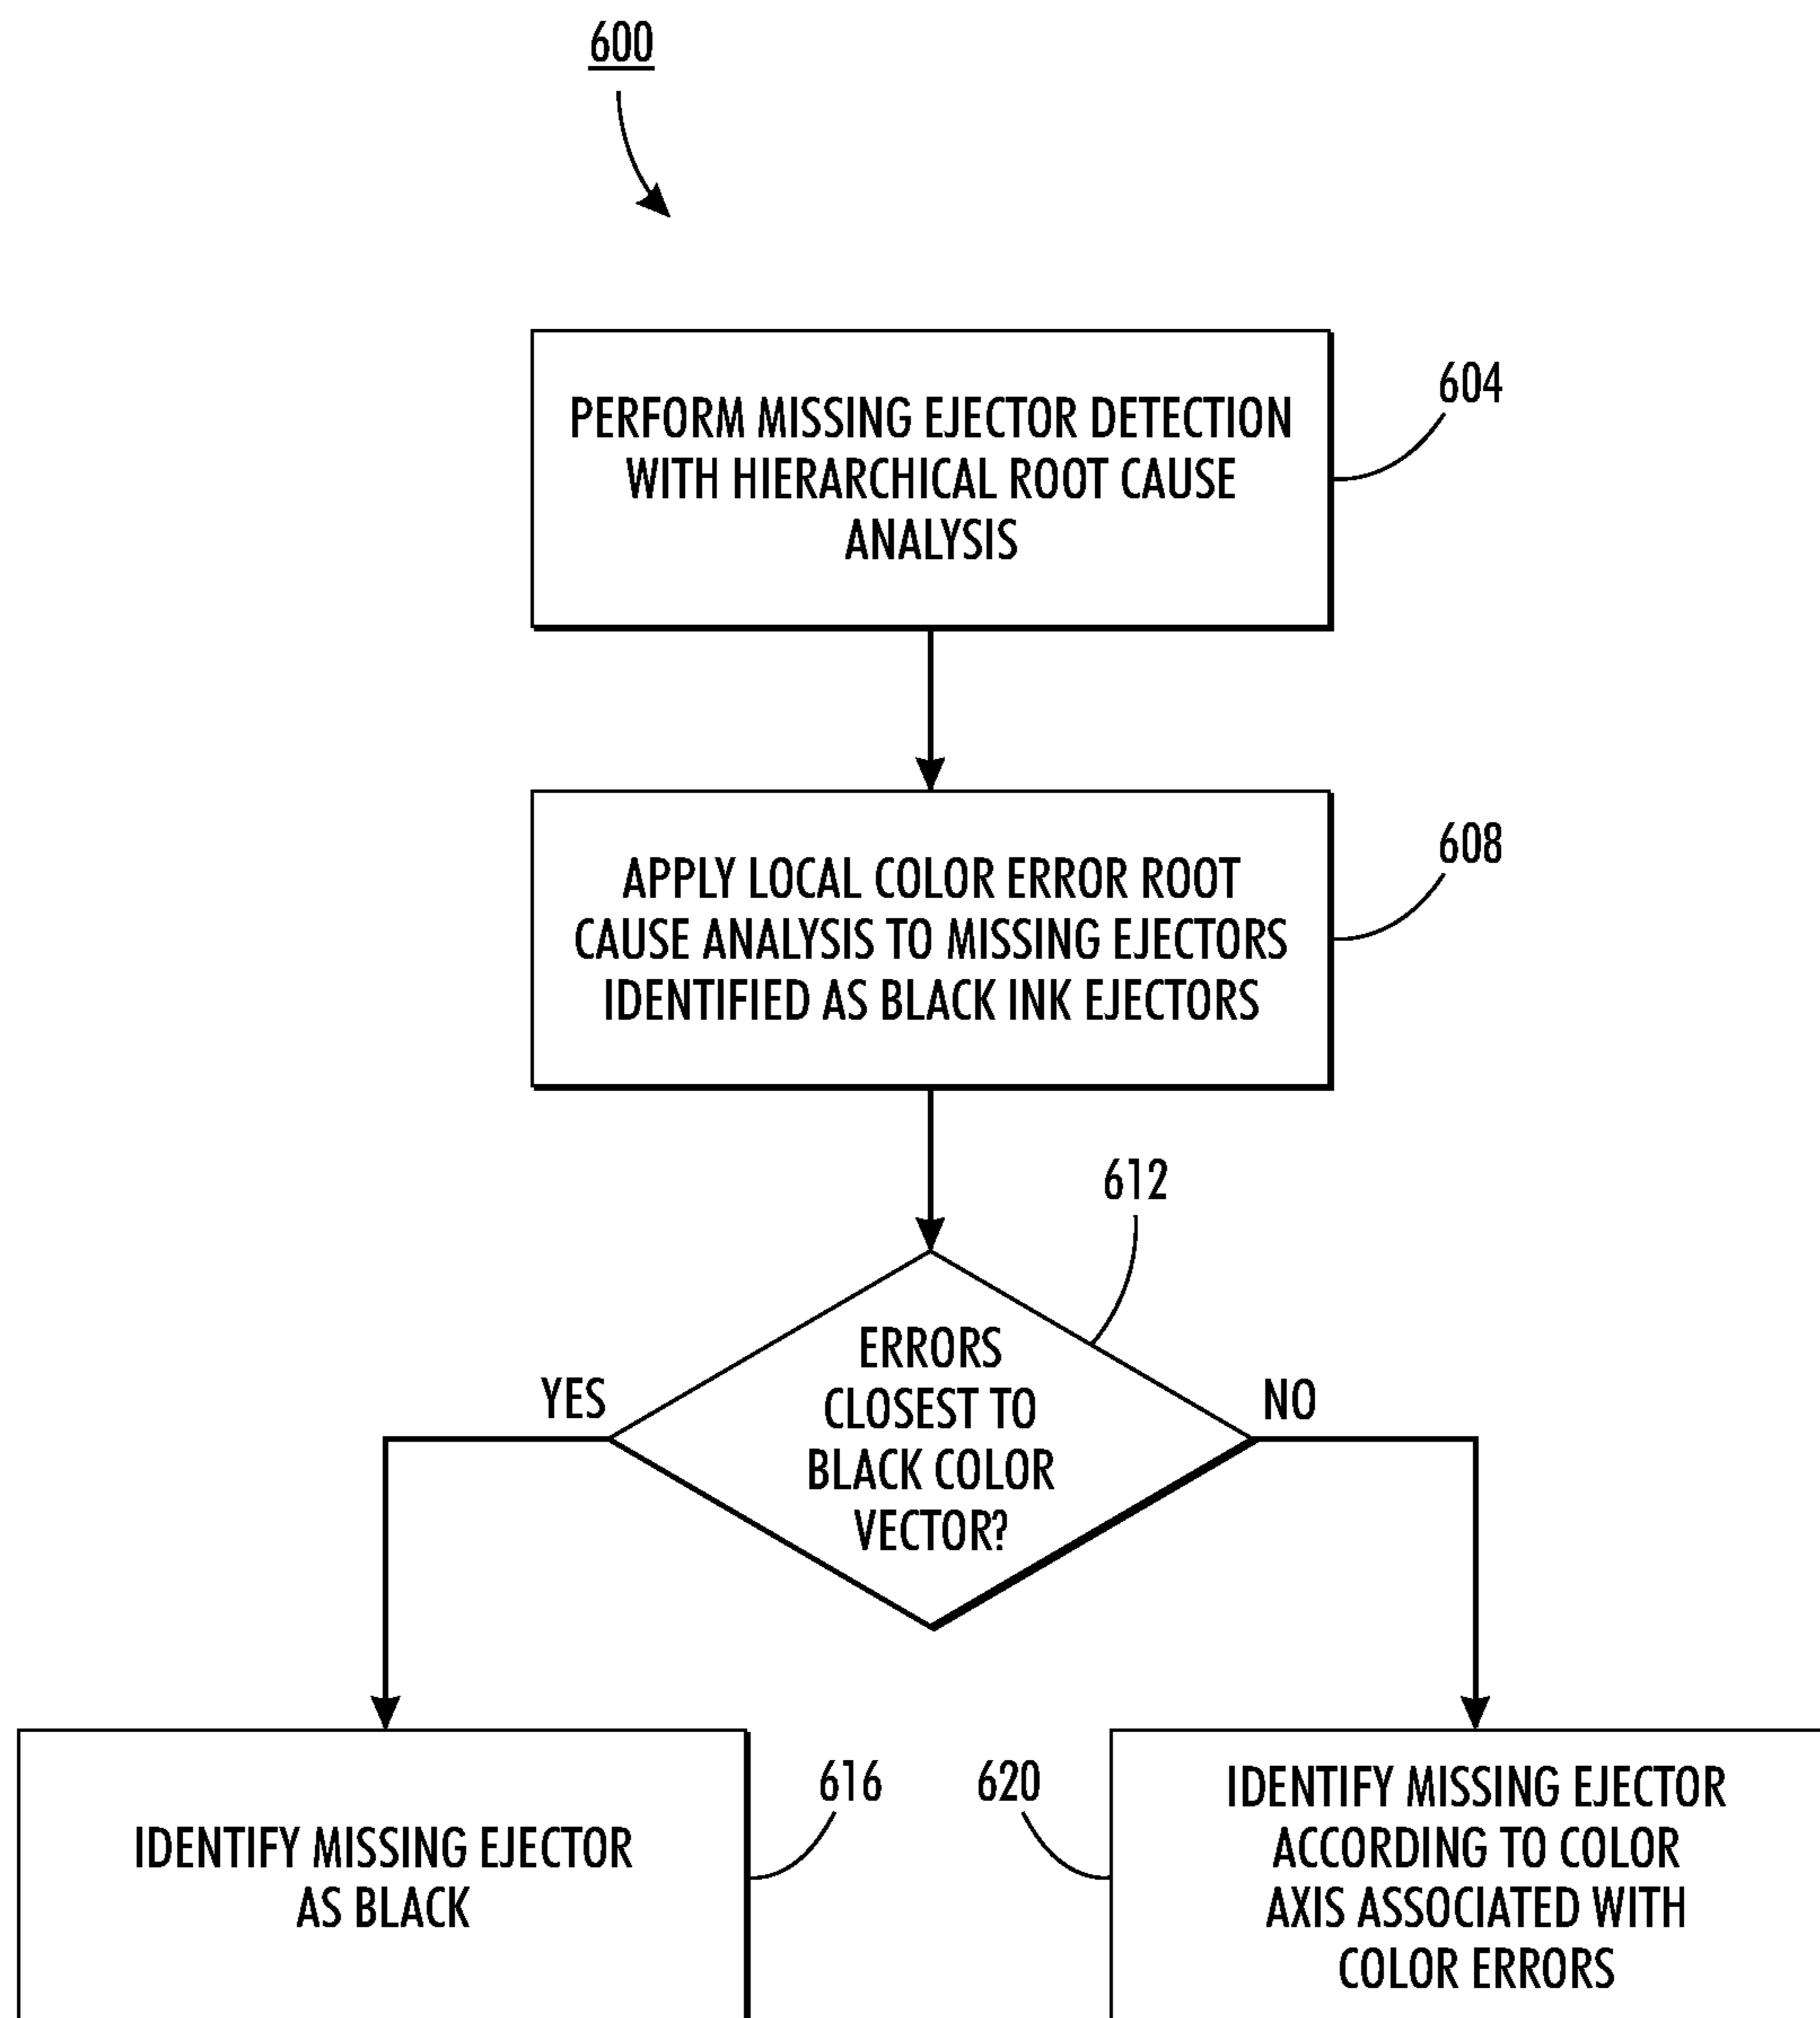 600
PERFORM MISSING EJECTOR DETECTION
WITH HIERARCHICAL ROOT CAUSE
ANALYSIS
604
APPLY LOCAL COLOR ERROR ROOT
CAUSE ANALYSIS TO MISSING EJECTORS
IDENTIFIED AS BLACK INK EJECTORS
608
612
ERRORS
CLOSEST TO
BLACK COLOR
VECTOR?
YES
NO
IDENTIFY MISSING EJECTOR
AS BLACK
616
620
IDENTIFY MISSING EJECTOR
ACCORDING TO COLOR
AXIS ASSOCIATED WITH
COLOR ERRORS